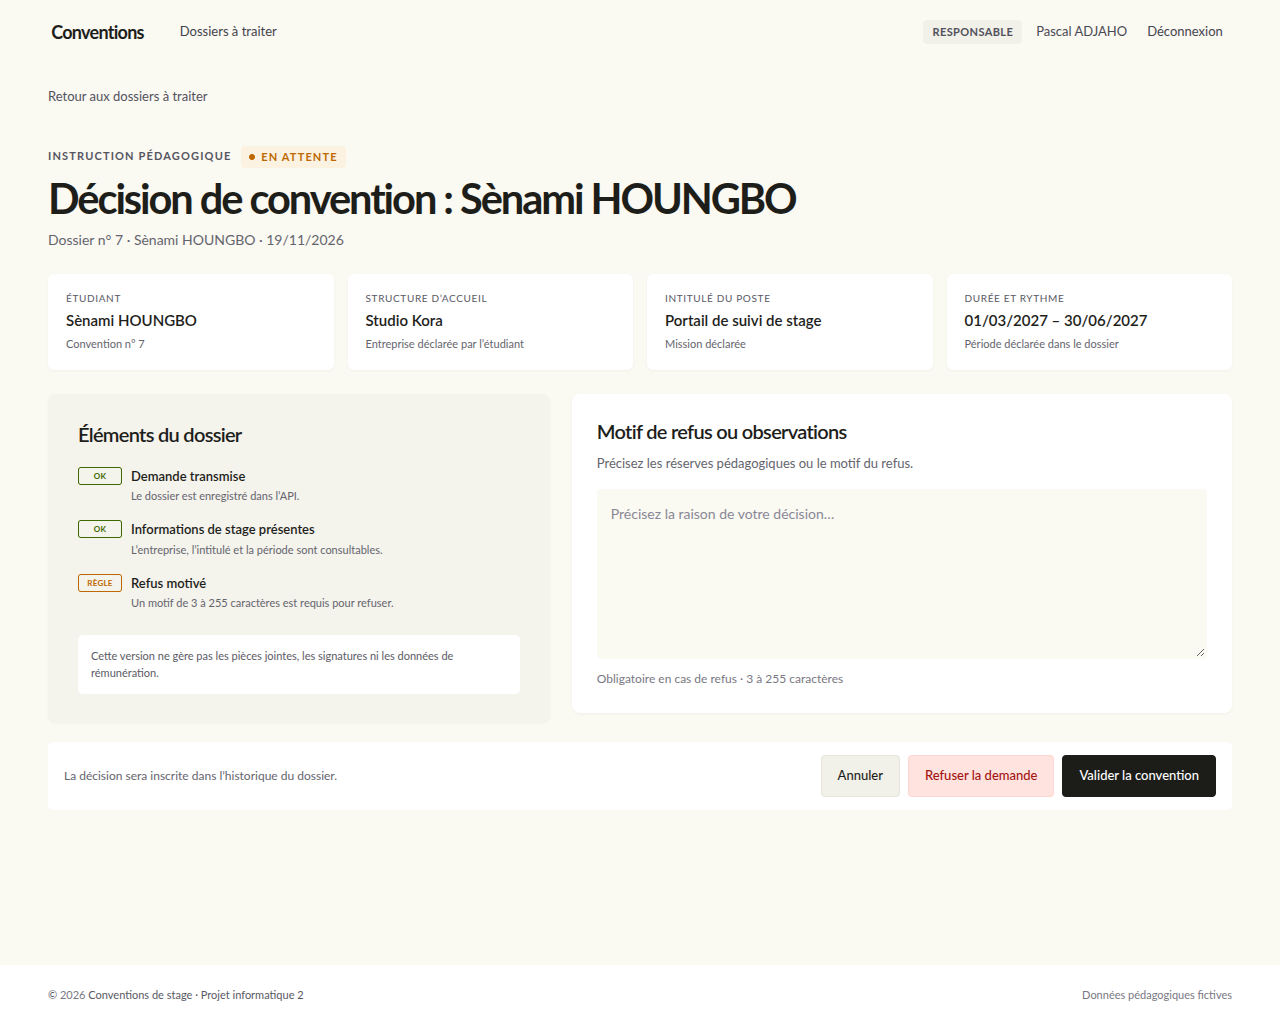 Conventions
Dossiers à traiter
RESPONSABLE
Pascal ADJAHO
Déconnexion
Retour aux dossiers à traiter
INSTRUCTION PÉDAGOGIQUE
EN ATTENTE
Décision de convention : Sènami HOUNGBO
Dossier n° 7 · Sènami HOUNGBO · 19/11/2026
ÉTUDIANT
Sènami HOUNGBO
Convention n° 7
STRUCTURE D'ACCUEIL
Studio Kora
Entreprise déclarée par l'étudiant
INTITULÉ DU POSTE
Portail de suivi de stage
Mission déclarée
DURÉE ET RYTHME
01/03/2027 – 30/06/2027
Période déclarée dans le dossier
Éléments du dossier
OK
Demande transmise
Le dossier est enregistré dans l'API.
OK
Informations de stage présentes
L'entreprise, l'intitulé et la période sont consultables.
RÈGLE
Refus motivé
Un motif de 3 à 255 caractères est requis pour refuser.
Cette version ne gère pas les pièces jointes, les signatures ni les données de
rémunération.
Motif de refus ou observations
Précisez les réserves pédagogiques ou le motif du refus.
Précisez la raison de votre décision...
Obligatoire en cas de refus · 3 à 255 caractères
La décision sera inscrite dans l'historique du dossier.
Annuler
Refuser la demande
Valider la convention
© 2026 Conventions de stage · Projet informatique 2
Données pédagogiques fictives